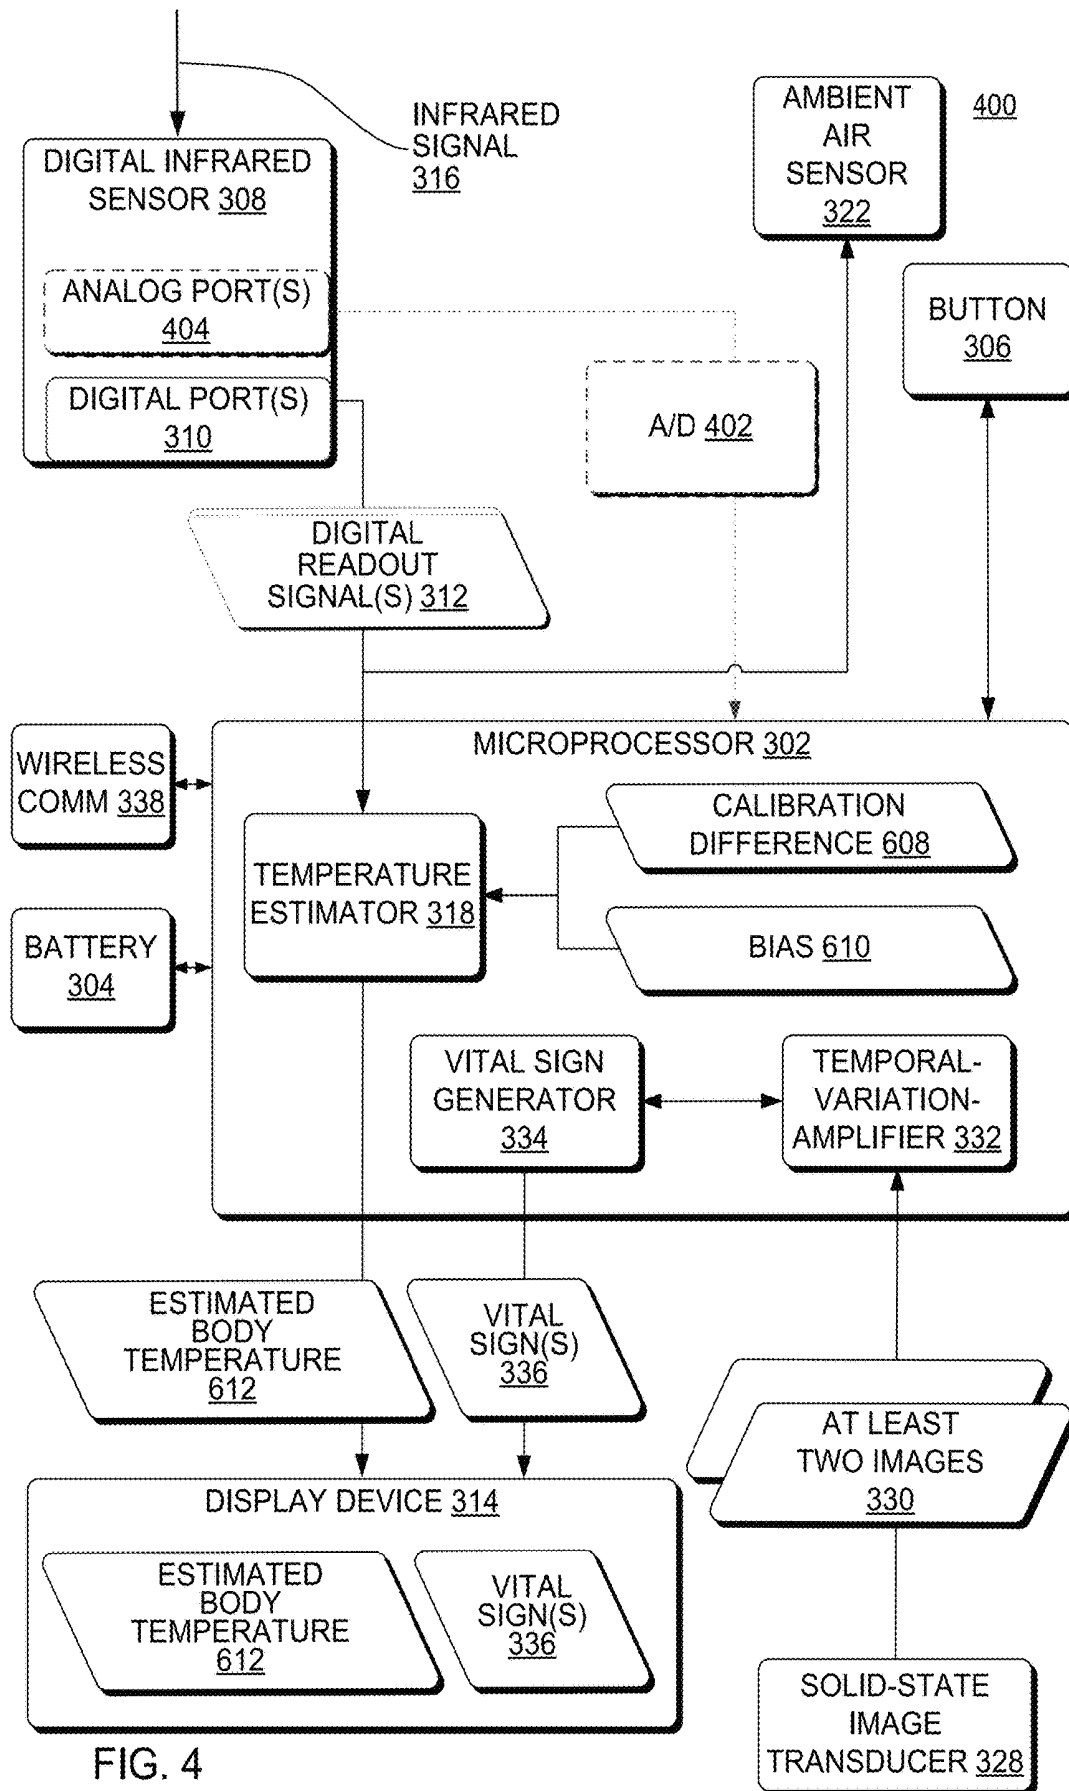 INFRARED
SIGNAL
316
AMBIENT
AIR
SENSOR
322
400
DIGITAL INFRARED
SENSOR 308
ANALOG PORT(S)
404
DIGITAL PORT(S)
310
BUTTON
306
A/D 402
DIGITAL
READOUT
SIGNAL(S) 312
MICROPROCESSOR 302
WIRELESS
COMM 338
CALIBRATION
DIFFERENCE 608
TEMPERATURE
ESTIMATOR 318
BATTERY
304
BIAS 610
VITAL SIGN
GENERATOR
334
TEMPORAL-
VARIATION-
AMPLIFIER 332
ESTIMATED
BODY
TEMPERATURE
612
VITAL
SIGN(S)
336
AT LEAST
TWO IMAGES
330
DISPLAY DEVICE 314
ESTIMATED
BODY
TEMPERATURE
612
VITAL
SIGN(S)
336
SOLID-STATE
IMAGE
TRANSDUCER 328
FIG. 4